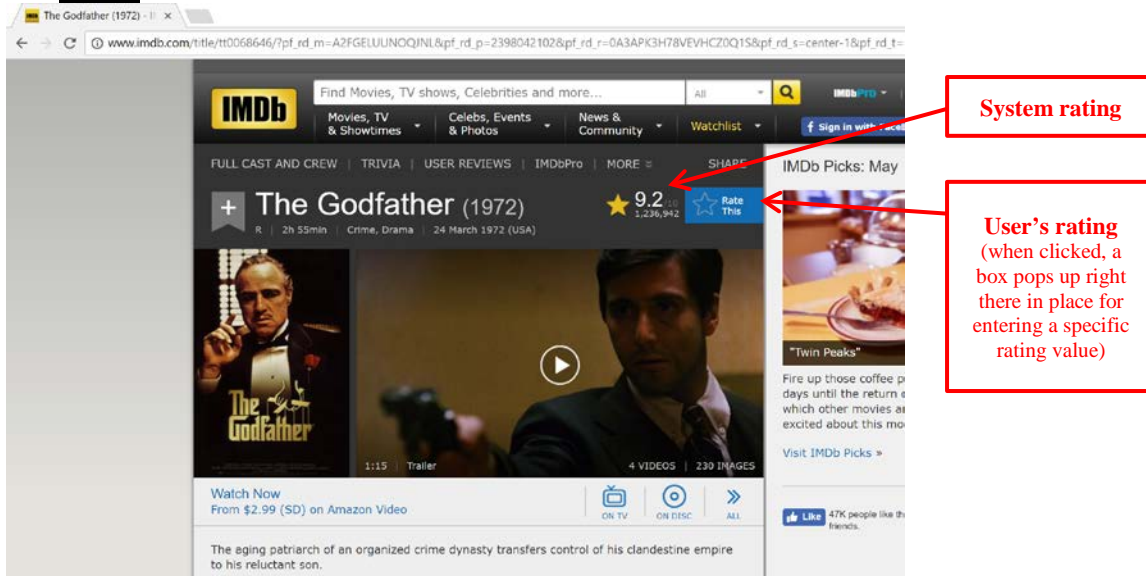 The Godfather (1972) - I
www.imdb.com/title/tt0068646/?pf_rd_m=A2FGELUUNOQJNL&pf_rd_p=2398042102&pf_rd_r=0A3APK3H78VEVHCZ0Q1S&pf_rd_s=center-1&pf_rd_t=
IMDb
Find Movies, TV shows, Celebrities and more...
All
IMDbPro
Movies, TV
& Showtimes
Celebs, Events
& Photos
News &
Community
Watchlist
Sign in with Faceb
FULL CAST AND CREW | TRIVIA | USER REVIEWS | IMDbPro | MORE
SHARE
The Godfather (1972)
R | 2h 55min | Crime, Drama | 24 March 1972 (USA)
9.2/10
1,236,942
Rate
This
The
Godfather
1:15 | Trailer
4 VIDEOS | 230 IMAGES
Watch Now
From $2.99 (SD) on Amazon Video
ON TV
ON DISC
ALL
The aging patriarch of an organized crime dynasty transfers control of his clandestine empire
to his reluctant son.
IMDb Picks: May
"Twin Peaks"
Fire up those coffee p
days until the return
which other movies a
excited about this mo
Visit IMDb Picks »
Like
47K people like th
friends.
System rating
User's rating
(when clicked, a
box pops up right
there in place for
entering a specific
rating value)